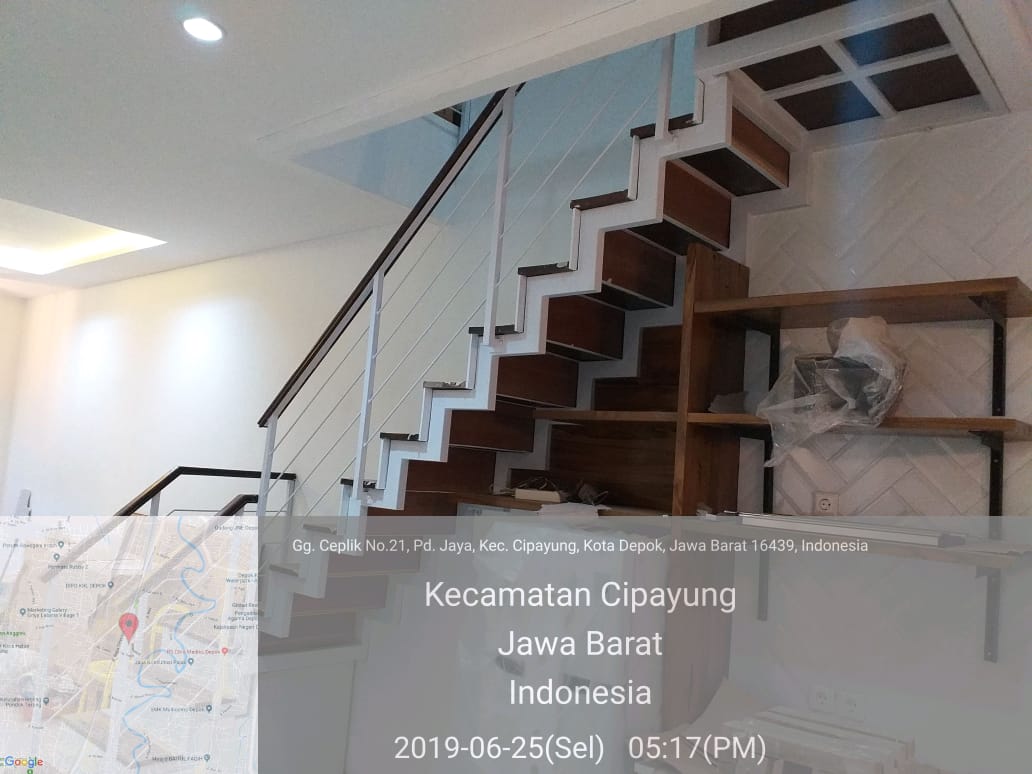 Gg. Ceplik No.21, Pd. Jaya, Kec. Cipayung, Kota Depok, Jawa Barat 16439, Indonesia
Kecamatan Cipayung
Jawa Barat
Indonesia
2019-06-25(Sel) 05:17(PM)
Google